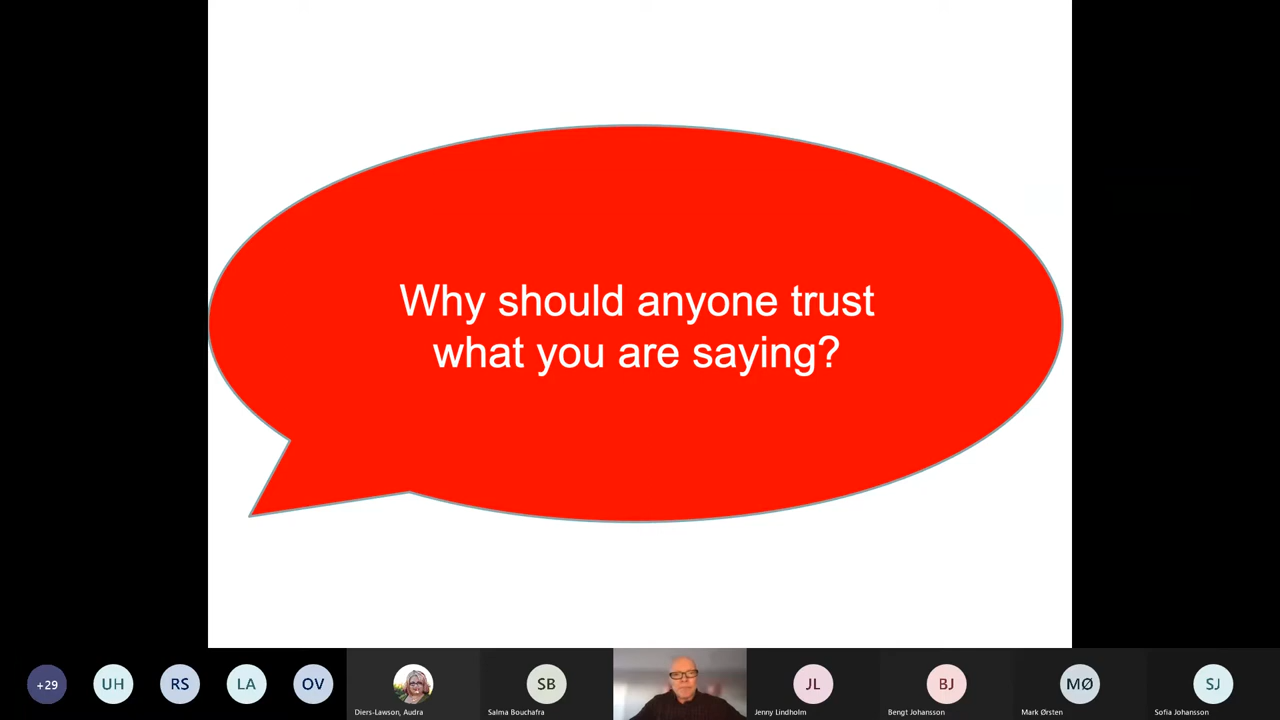 Why should anyone trust
what you are saying?
+29
UH
RS
LA
OV
Diers-Lawson, Audra
SB
Salma Bouchafra
JL
Jenny Lindholm
BJ
Bengt Johansson
MØ
Mark Ørsten
SJ
Sofia Johansson